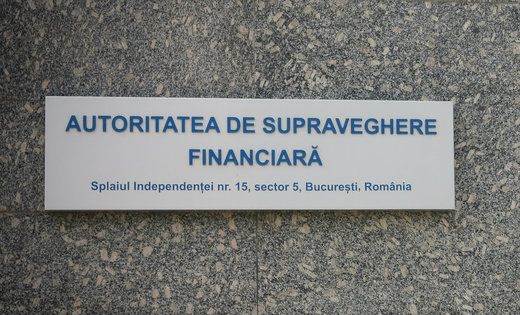 AUTORITATEA DE SUPRAVEGHERE
FINANCIARĂ
Splaiul Independenței nr. 15, sector 5, București, România